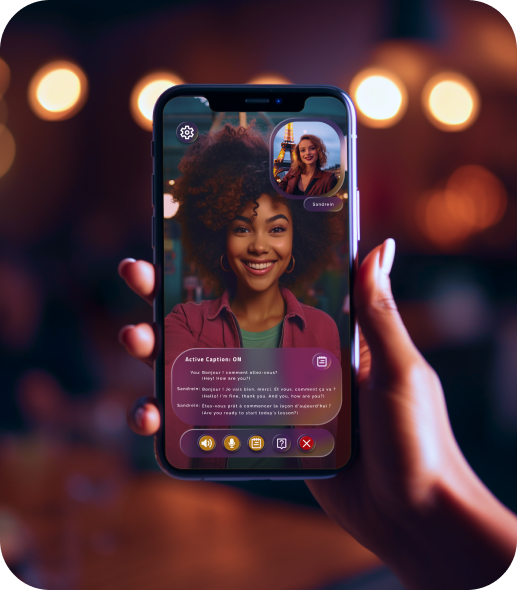 Sandrein
Active Caption: ON
You: Bonjour ! comment allez-vous?
(Hey! How are you?)
Sandrein: Bonjour ! Je vais bien, merci. Et vous, comment ça va ?
(Hello! I'm fine, thank you. And you, how are you?)
Sandrein: Etes-vous prêt à commencer la leçon d'aujourd'hui ?
(Are you ready to start today's lesson?)